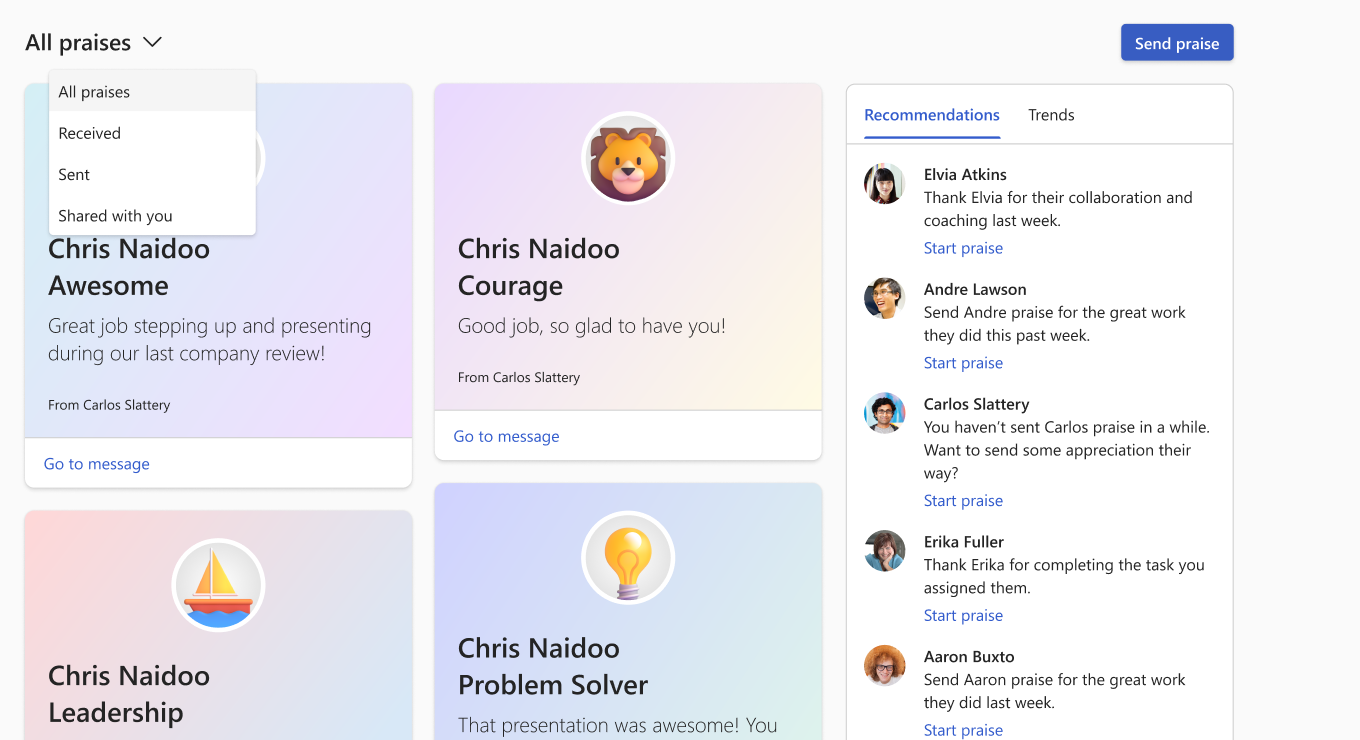 All praises
Send praise
All praises
Received
Sent
Shared with you
Chris Naidoo
Awesome
Great job stepping up and presenting
during our last company review!
From Carlos Slattery
Go to message
Chris Naidoo
Courage
Good job, so glad to have you!
From Carlos Slattery
Go to message
Chris Naidoo
Leadership
Chris Naidoo
Problem Solver
That presentation was awesome! You
Recommendations
Trends
Elvia Atkins
Thank Elvia for their collaboration and
coaching last week.
Start praise
Andre Lawson
Send Andre praise for the great work
they did this past week.
Start praise
Carlos Slattery
You haven’t sent Carlos praise in a while.
Want to send some appreciation their
way?
Start praise
Erika Fuller
Thank Erika for completing the task you
assigned them.
Start praise
Aaron Buxto
Send Aaron praise for the great work
they did last week.
Start praise